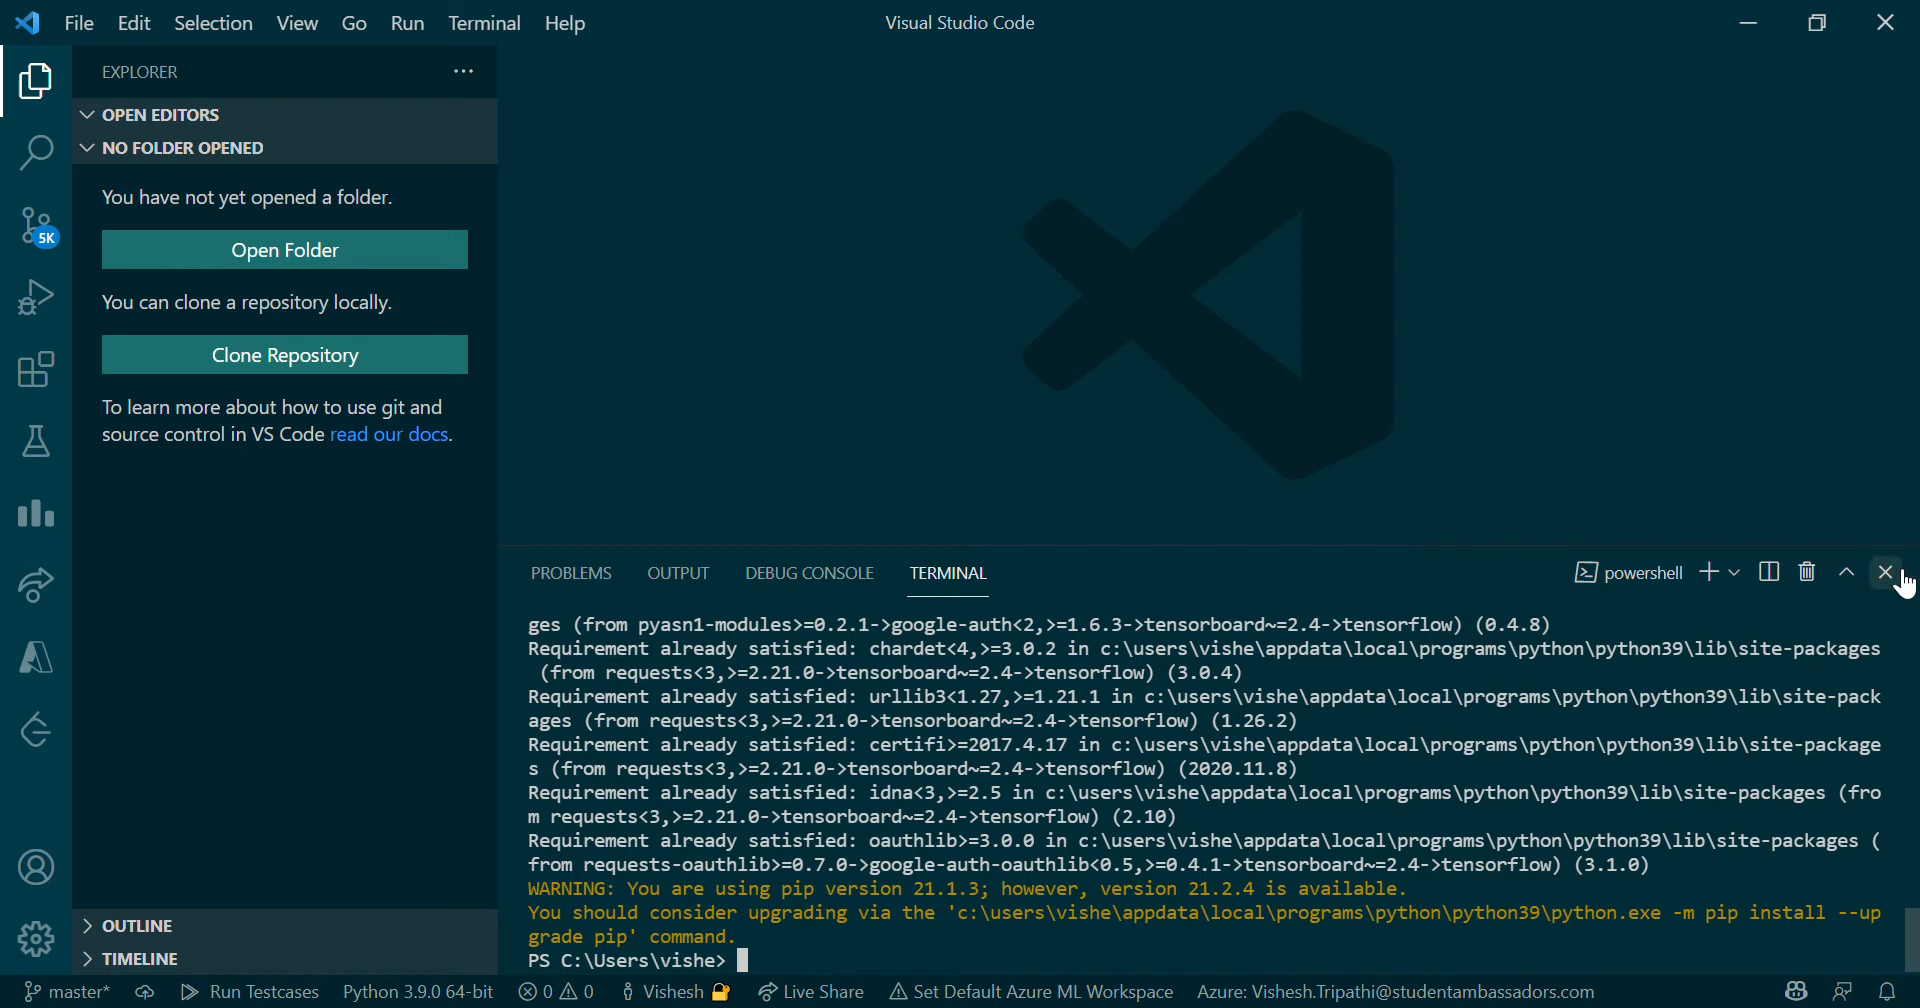 File Edit Selection View Go Run Terminal Help
Visual Studio Code
EXPLORER
OPEN EDITORS
NO FOLDER OPENED
You have not yet opened a folder.
Open Folder
You can clone a repository locally.
Clone Repository
To learn more about how to use git and
source control in VS Code read our docs.
5K
OUTLINE
TIMELINE
PROBLEMS OUTPUT DEBUG CONSOLE TERMINAL
powershell
ges (from pyasn1-modules>=0.2.1->google-auth<2,>=1.6.3->tensorboard~=2.4->tensorflow) (0.4.8)
Requirement already satisfied: chardet<4,>=3.0.2 in c:\users\vishe\appdata\local\programs\python\python39\lib\site-packages
(from requests<3,>=2.21.0->tensorboard~=2.4->tensorflow) (3.0.4)
Requirement already satisfied: urllib3<1.27,>=1.21.1 in c:\users\vishe\appdata\local\programs\python\python39\lib\site-pack
ages (from requests<3,>=2.21.0->tensorboard~=2.4->tensorflow) (1.26.2)
Requirement already satisfied: certifi>=2017.4.17 in c:\users\vishe\appdata\local\programs\python\python39\lib\site-package
s (from requests<3,>=2.21.0->tensorboard~=2.4->tensorflow) (2020.11.8)
Requirement already satisfied: idna<3,>=2.5 in c:\users\vishe\appdata\local\programs\python\python39\lib\site-packages (fro
m requests<3,>=2.21.0->tensorboard~=2.4->tensorflow) (2.10)
Requirement already satisfied: oauthlib>=3.0.0 in c:\users\vishe\appdata\local\programs\python\python39\lib\site-packages (
from requests-oauthlib>=0.7.0->google-auth-oauthlib<0.5,>=0.4.1->tensorboard~=2.4->tensorflow) (3.1.0)
WARNING: You are using pip version 21.1.3; however, version 21.2.4 is available.
You should consider upgrading via the 'c:\users\vishe\appdata\local\programs\python\python39\python.exe -m pip install --up
grade pip' command.
PS C:\Users\vishe>
master* Run Testcases Python 3.9.0 64-bit 0 0 Vishesh Live Share Set Default Azure ML Workspace Azure: Vishesh.Tripathi@studentambassadors.com